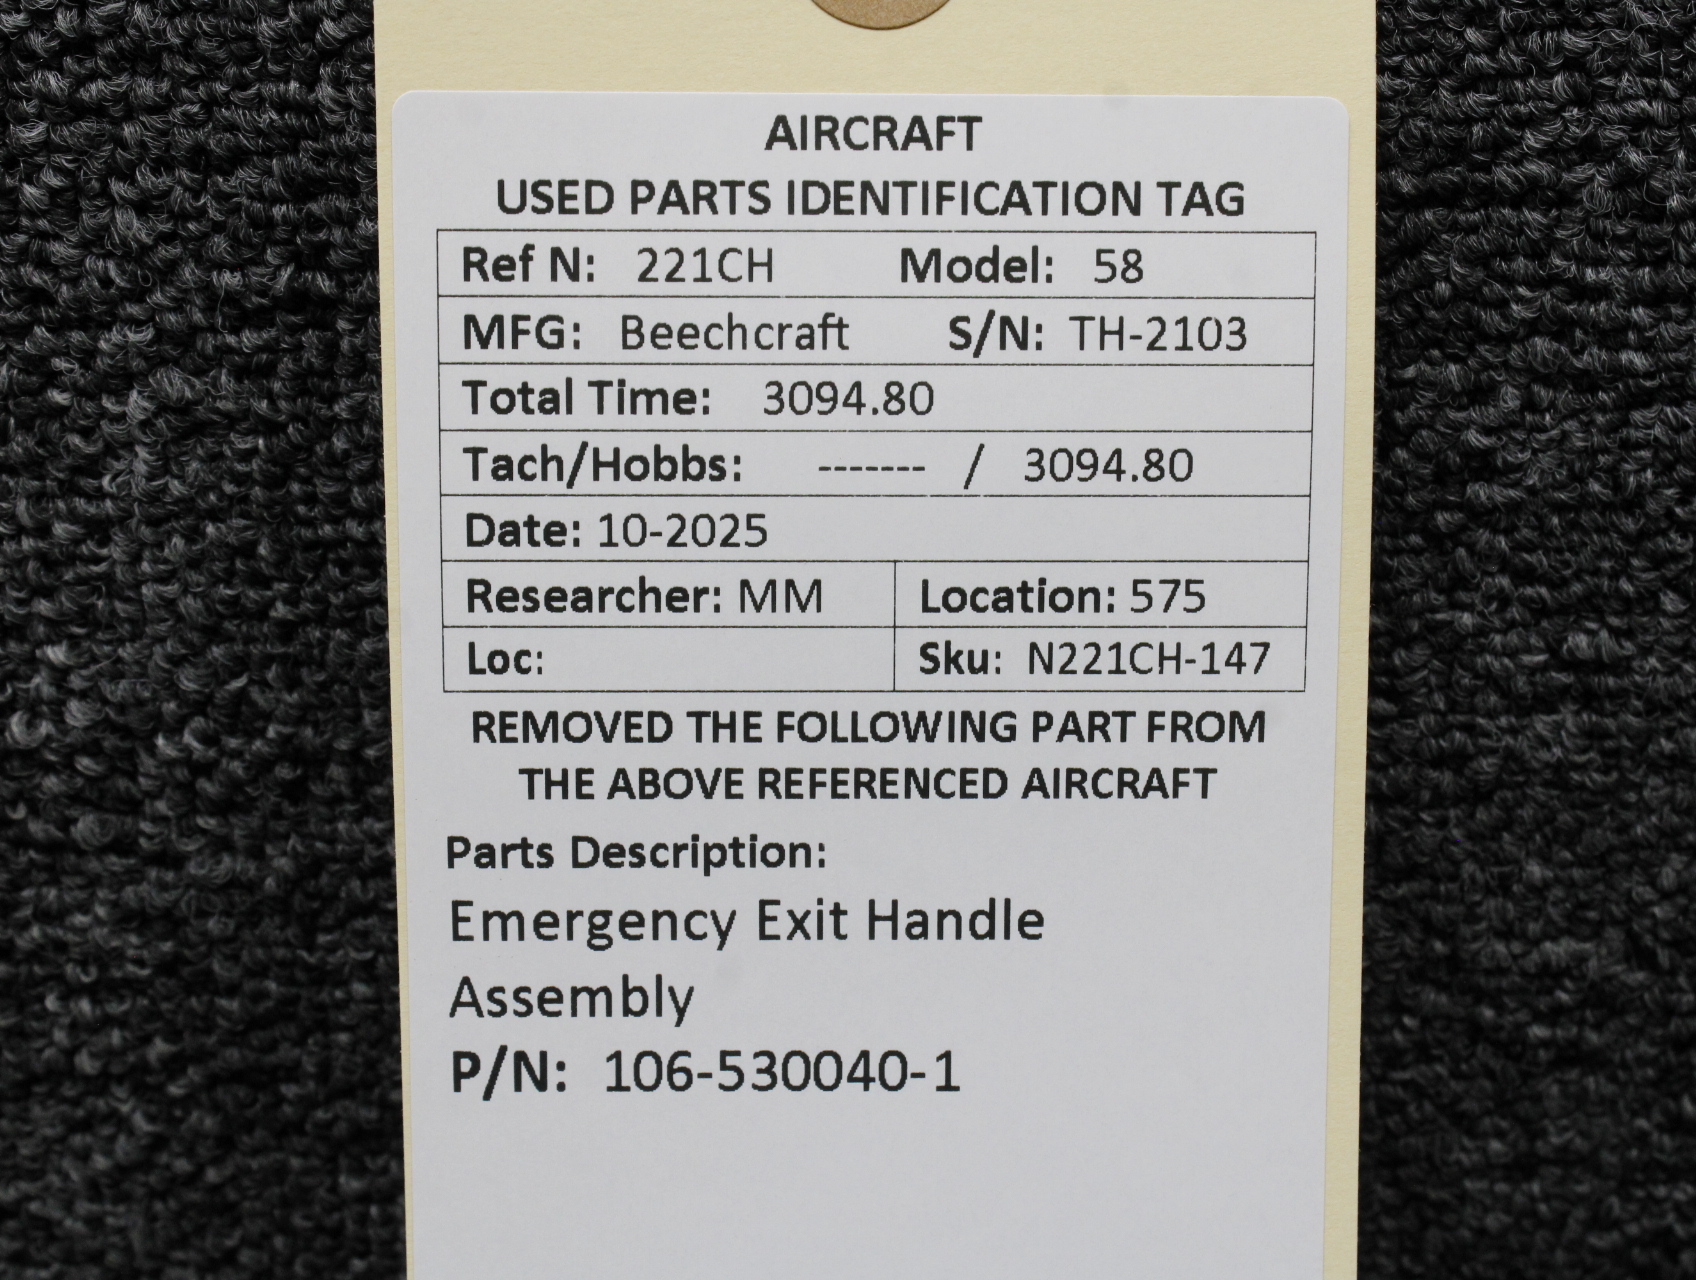 AIRCRAFT
USED PARTS IDENTIFICATION TAG
Ref N: 221CH Model: 58
MFG: Beechcraft S/N: TH-2103
Total Time: 3094.80
Tach/Hobbs: ------- / 3094.80
Date: 10-2025
Researcher: MM Location: 575
Loc: Sku: N221CH-147
REMOVED THE FOLLOWING PART FROM
THE ABOVE REFERENCED AIRCRAFT
Parts Description:
Emergency Exit Handle
Assembly
P/N: 106-530040-1